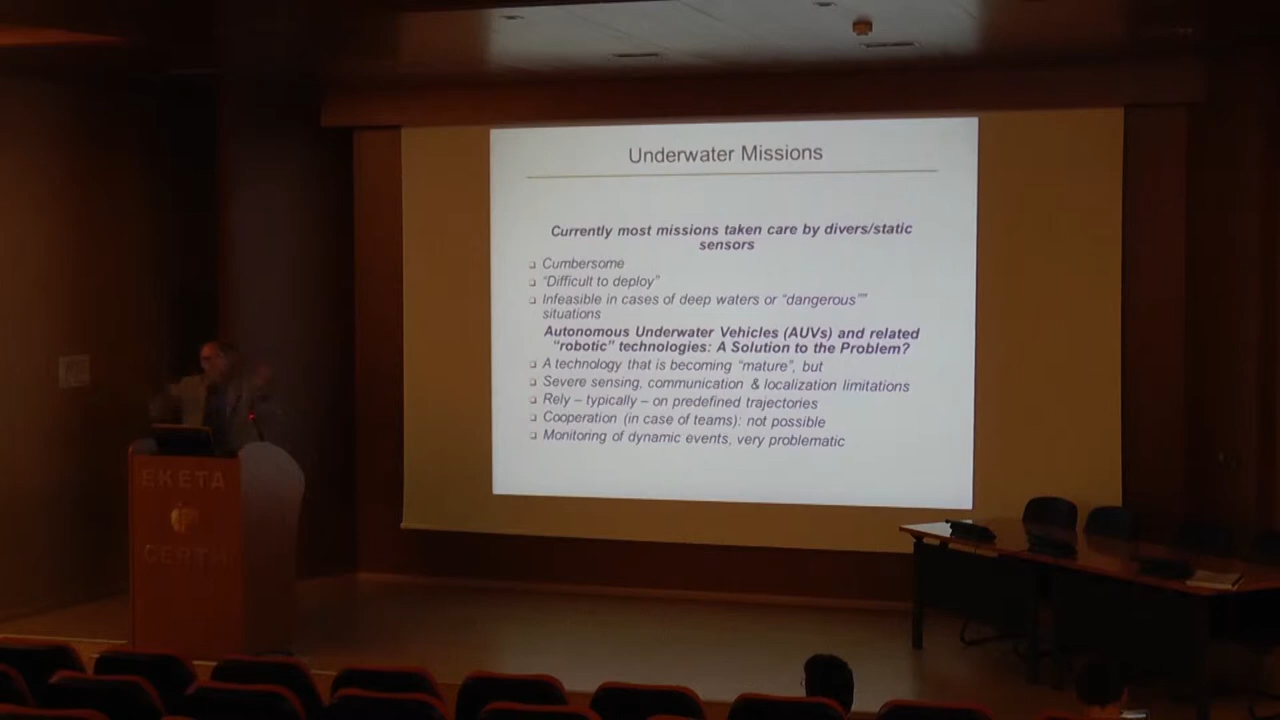 Underwater Missions
Currently most missions taken care by divers/static
sensors
Cumbersome
“Difficult to deploy”
Infeasible in cases of deep waters or “dangerous””
situations
Autonomous Underwater Vehicles (AUVs) and related
“robotic” technologies: A Solution to the Problem?
A technology that is becoming “mature”, but
Severe sensing, communication & localization limitations
Rely – typically – on predefined trajectories
Cooperation (in case of teams): not possible
Monitoring of dynamic events, very problematic
EKETA
CERTH